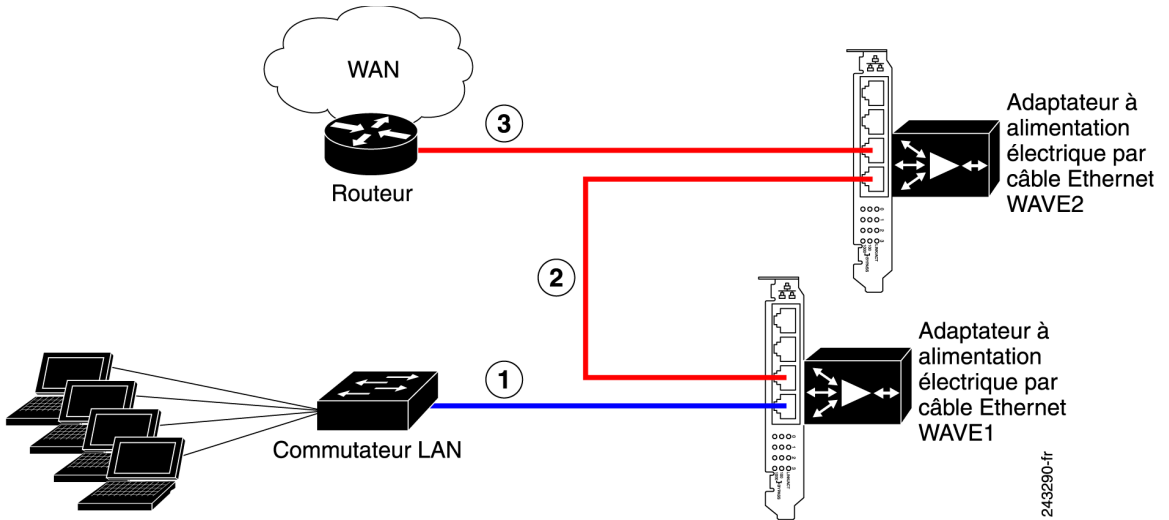 WAN
3
Routeur
Adaptateur à
alimentation
électrique par
câble Ethernet
WAVE2
2
1
Commutateur LAN
Adaptateur à
alimentation
électrique par
câble Ethernet
WAVE1
243290-fr